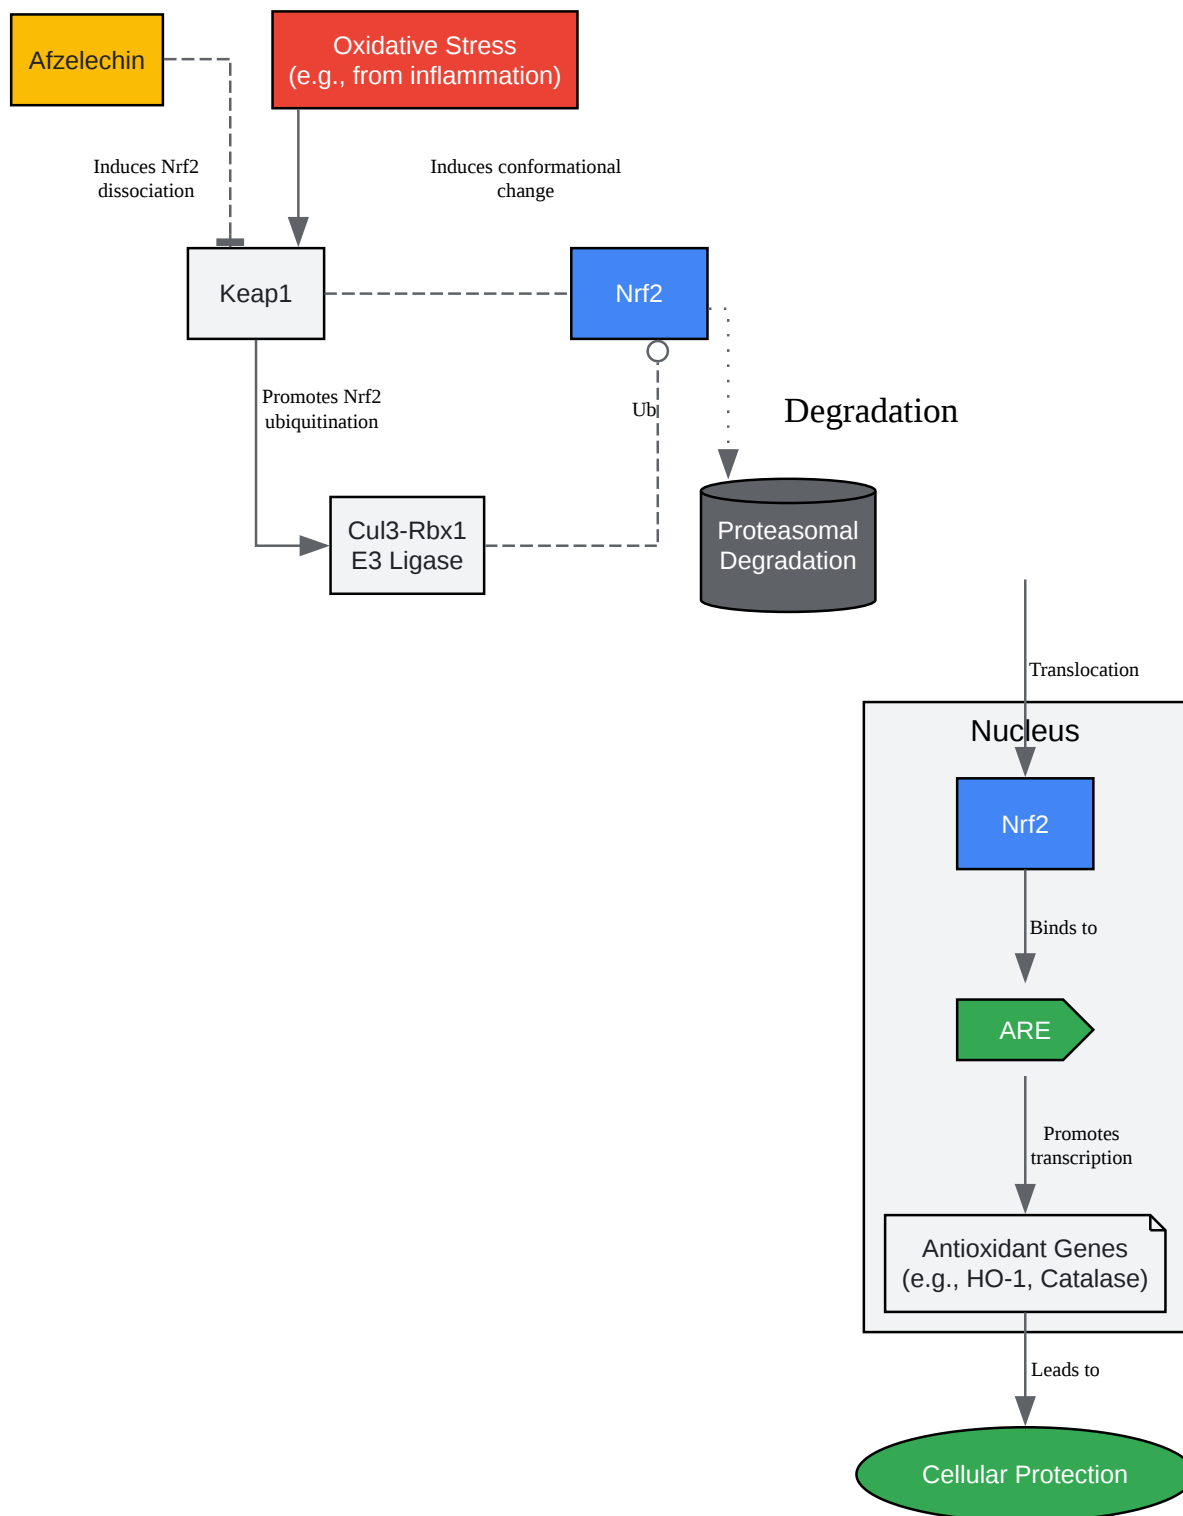 Afzelechin
Oxidative Stress
(e.g., from inflammation)
Induces Nrf2
dissociation
Induces conformational
change
Keap1
Nrf2
Promotes Nrf2
ubiquitination
Ub
Degradation
Cul3-Rbx1
E3 Ligase
Proteasomal
Degradation
Translocation
Nucleus
Nrf2
Binds to
ARE
Promotes
transcription
Antioxidant Genes
(e.g., HO-1, Catalase)
Leads to
Cellular Protection